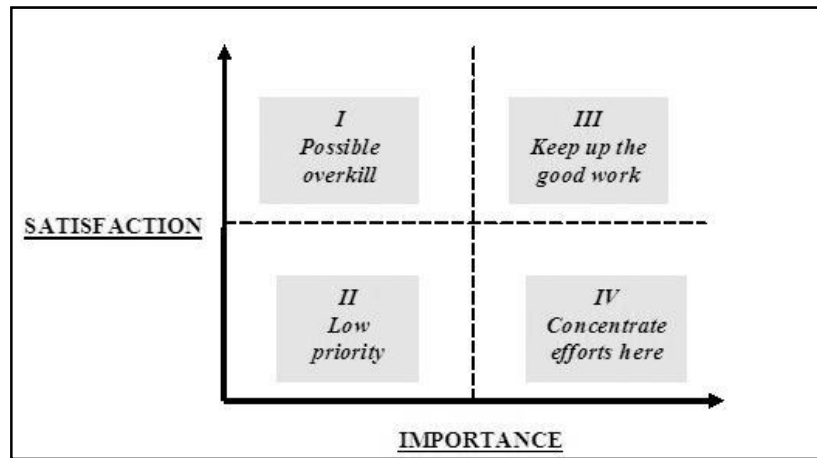 I
Possible
overkill
III
Keep up the
good work
SATISFACTION
II
Low
priority
IV
Concentrate
efforts here
IMPORTANCE